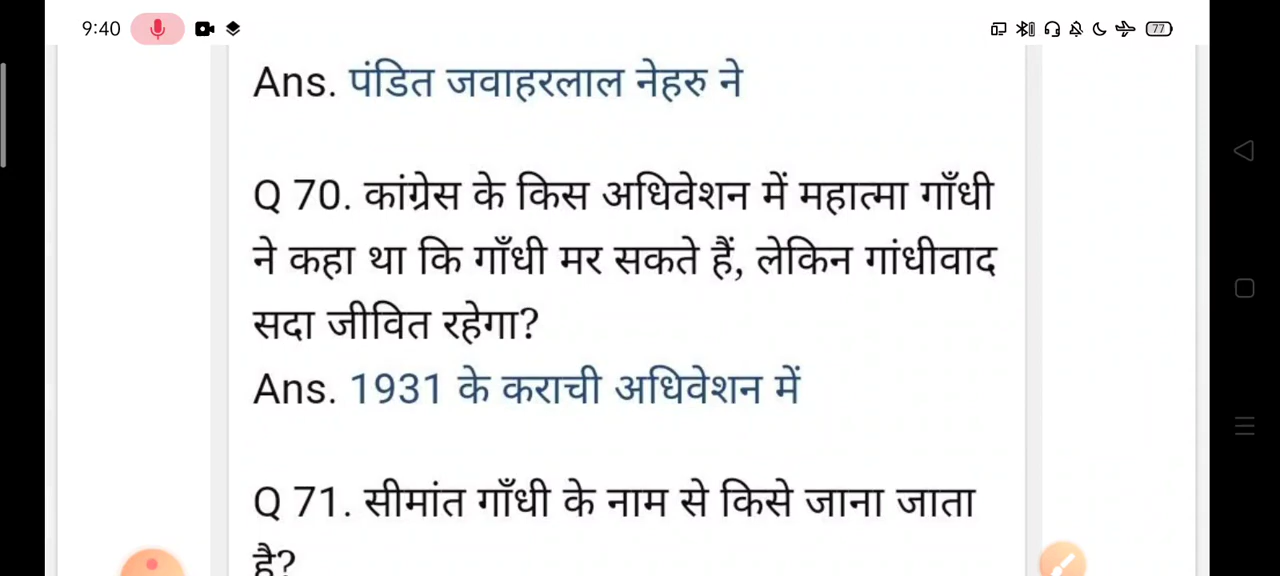 9:40
77
Ans. पंडित जवाहरलाल नेहरु ने
Q 70. कांग्रेस के किस अधिवेशन में महात्मा गाँधी
ने कहा था कि गाँधी मर सकते हैं, लेकिन गांधीवाद
सदा जीवित रहेगा?
Ans. 1931 के कराची अधिवेशन में
Q 71. सीमांत गाँधी के नाम से किसे जाना जाता
है?